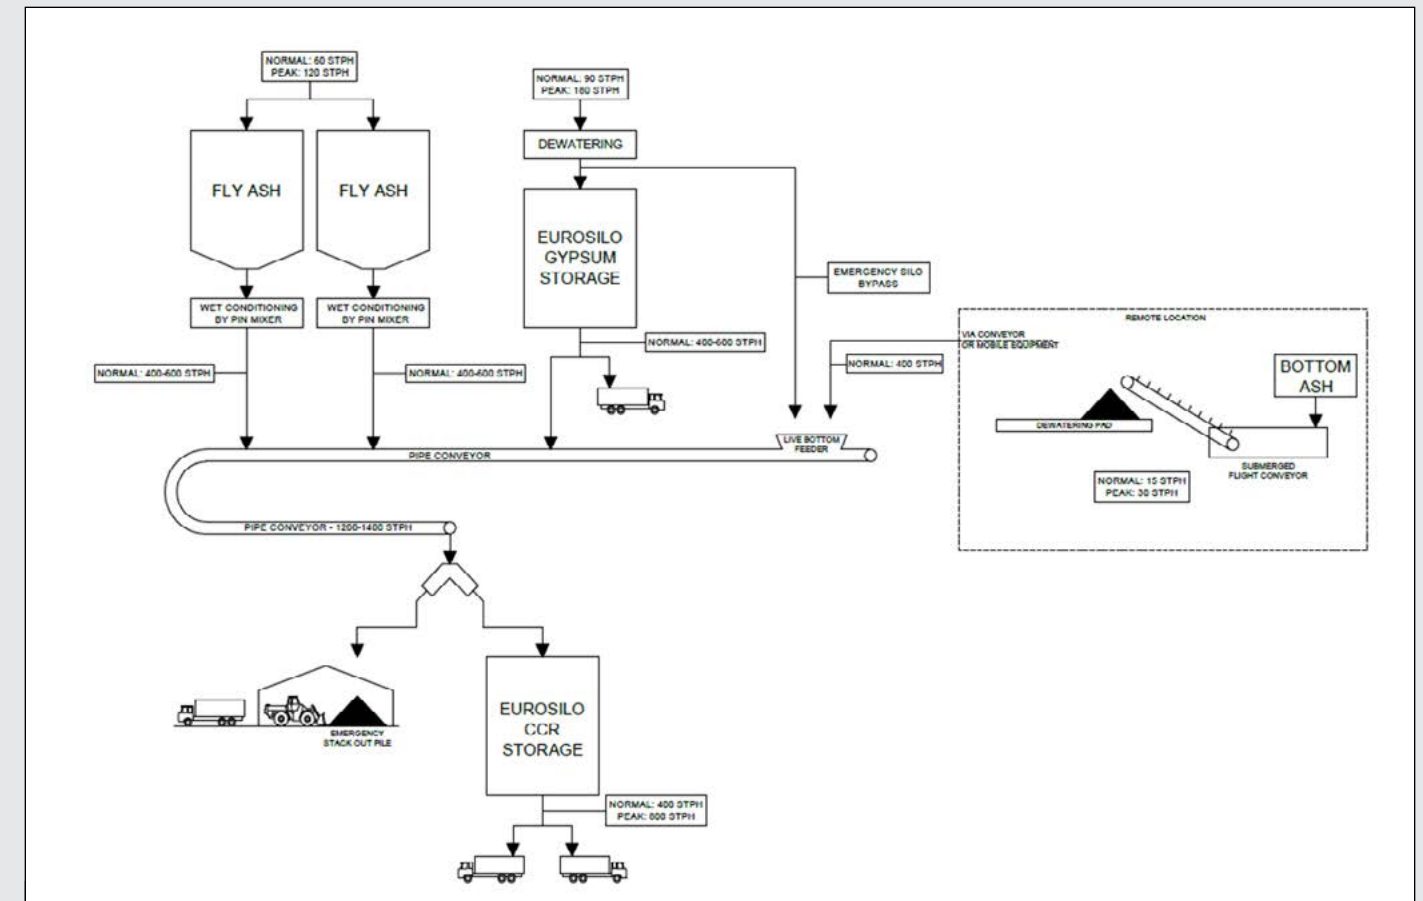 NORMAL: 60 STPH
PEAK: 120 STPH
NORMAL: 90 STPH
PEAK: 180 STPH
DEWATERING
FLY ASH
FLY ASH
EUROSILO
GYPSUM
STORAGE
EMERGENCY SILO
BYPASS
WET CONDITIONING
BY PIN MIXER
WET CONDITIONING
BY PIN MIXER
REMOTE LOCATION
VIA CONVEYOR
OR MOBILE EQUIPMENT
NORMAL: 400-600 STPH
NORMAL: 400 STPH
BOTTOM
ASH
NORMAL: 400-600 STPH
NORMAL: 400-600 STPH
DEWATERING PAD
LIVE BOTTOM
FEEDER
PIPE CONVEYOR
SUBMERGED
FLIGHT CONVEYOR
NORMAL: 15 STPH
PEAK: 30 STPH
PIPE CONVEYOR - 1200-1400 STPH
EUROSILO
CCR
STORAGE
EMERGENCY
STACK OUT PILE
NORMAL: 400 STPH
PEAK: 600 STPH